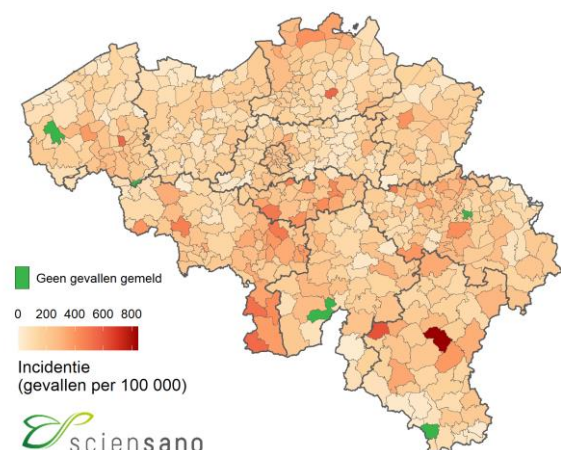 Geen gevallen gemeld
0 200 400 600 800
Incidentie
(gevallen per 100 000)
sciensano